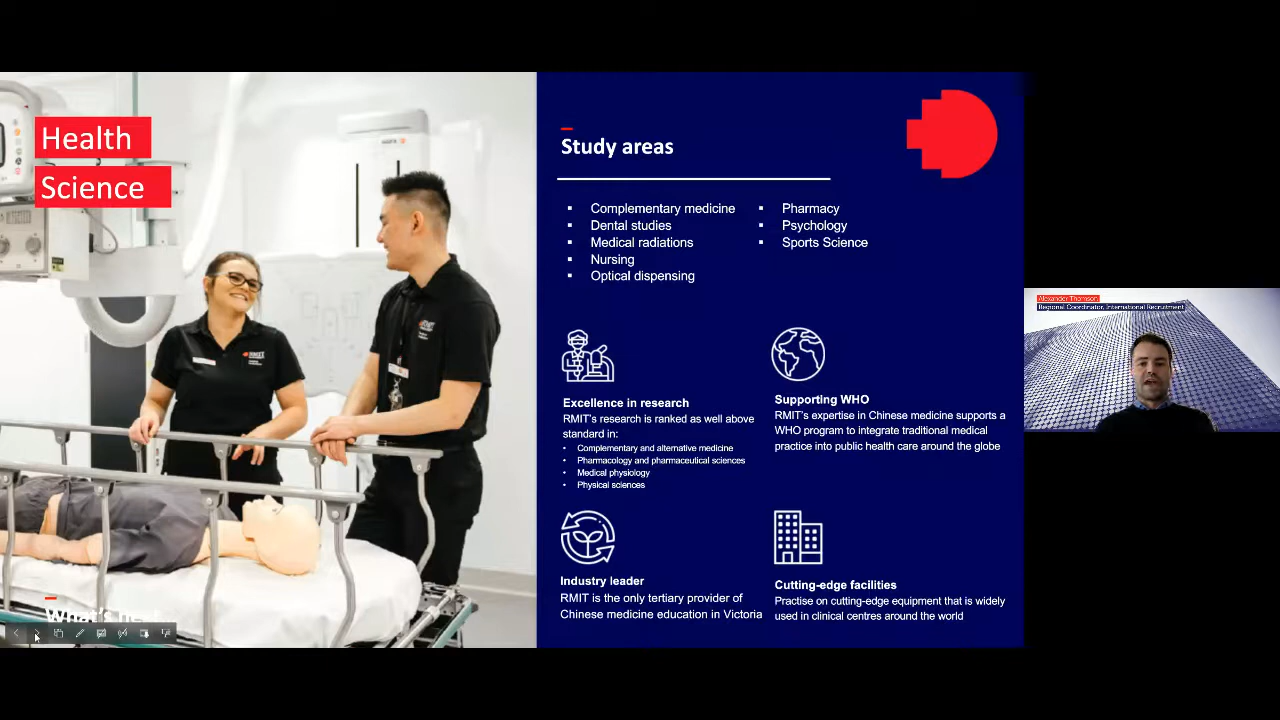 Health
Science
Study areas
Complementary medicine
Dental studies
Medical radiations
Nursing
Optical dispensing
Pharmacy
Psychology
Sports Science
Excellence in research
RMIT's research is ranked as well above
standard in:
Complementary and alternative medicine
Pharmacology and pharmaceutical sciences
Medical physiology
Physical sciences
Supporting WHO
RMIT's expertise in Chinese medicine supports a
WHO program to integrate traditional medical
practice into public health care around the globe
Industry leader
RMIT is the only tertiary provider of
Chinese medicine education in Victoria
Cutting-edge facilities
Practise on cutting-edge equipment that is widely
used in clinical centres around the world
What's
RMIT
Alexander Thomson
Regional Coordinator, International Recruitment